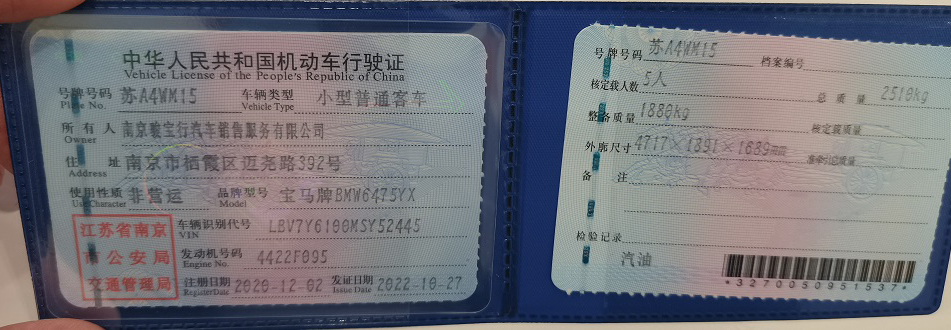 中华人民共和国机动车行驶证
Vehicle License of the People's Republic of China
号牌号码 苏A4WM15 车辆类型 小型普通客车
Plate No. Vehicle Type
所有人 南京骏宝行汽车销售服务有限公司
Owner
住址 南京市栖霞区迈尧路392号
Address
使用性质 非营运 品牌型号 宝马牌BMW6475YX
Use Character Model
江苏省南京
市公安局
交通管理局
车辆识别代号 LBV7Y6100MSY52445
VIN
发动机号码 4422F095
Engine No.
注册日期 2020-12-02 发证日期 2022-10-27
Register Date Issue Date
号牌号码 苏A4WM15 档案编号
核定载人数 5人 总质量 2510kg
整备质量 1880kg 核定载质量
外廓尺寸 4717×1891×1689mm 准牵引总质量
备注
检验记录
汽油
*3270050951537*